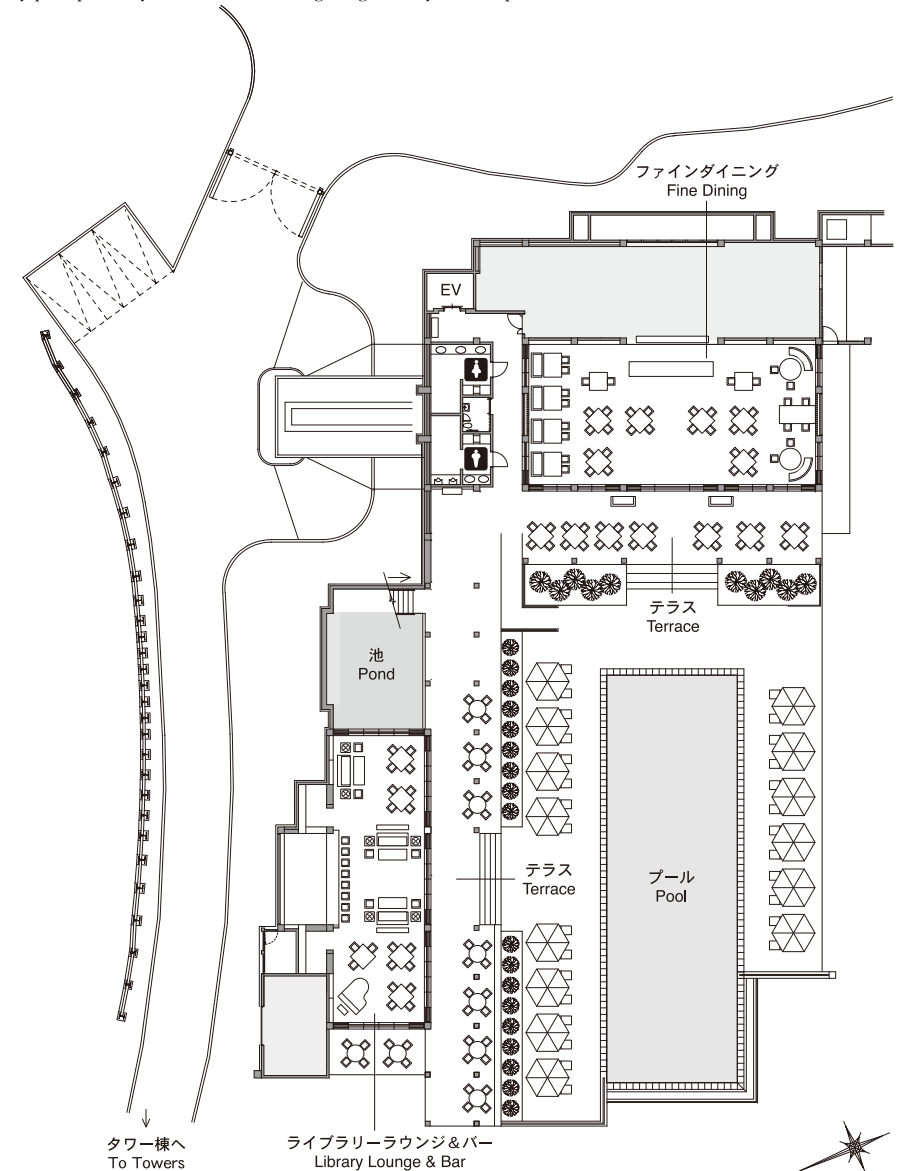 ファインダイニング
Fine Dining
EV
テラス
Terrace
池
Pond
テラス
Terrace
プール
Pool
タワー棟へ
To Towers
ライブラリーラウンジ＆バー
Library Lounge & Bar